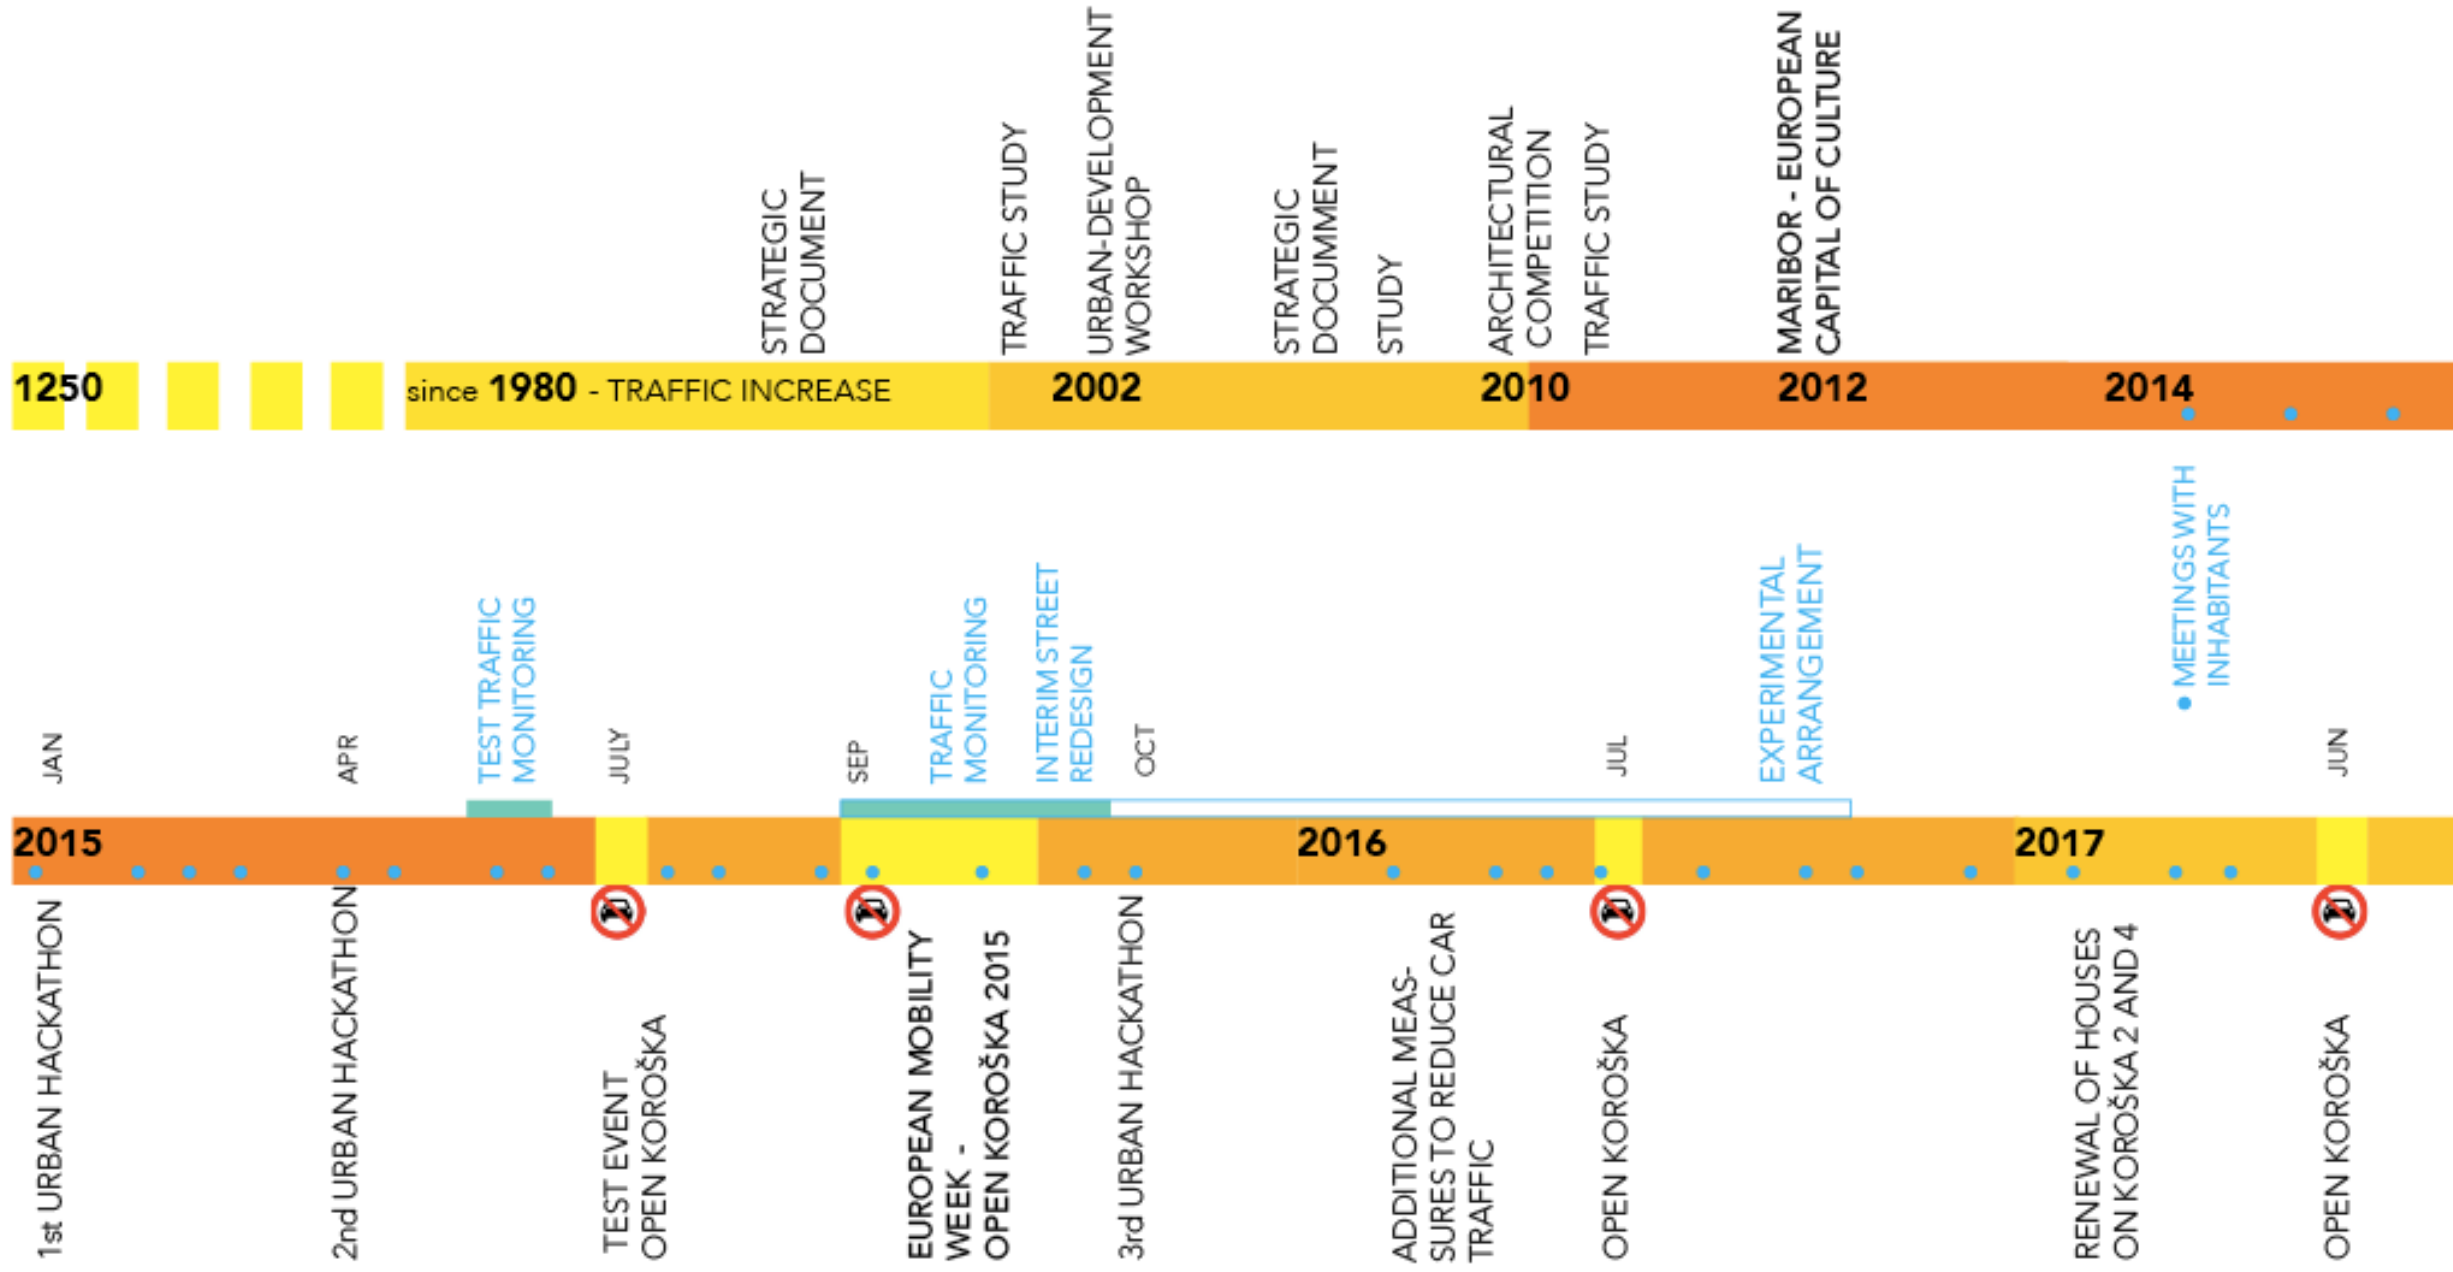 STRATEGIC
DOCUMENT
TRAFFIC STUDY
URBAN-DEVELOPMENT
WORKSHOP
STRATEGIC
DOCUMMENT
STUDY
ARCHITECTURAL
COMPETITION
TRAFFIC STUDY
MARIBOR - EUROPEAN
CAPITAL OF CULTURE
1250
since 1980 - TRAFFIC INCREASE
2002
2010
2012
2014
JAN
APR
TEST TRAFFIC
MONITORING
JULY
SEP
TRAFFIC
MONITORING
INTERIM STREET
REDESIGN
OCT
JUL
EXPERIMENTAL
ARRANGEMENT
• MEETINGS WITH
INHABITANTS
JUN
2015
2016
2017
1st URBAN HACKATHON
2nd URBAN HACKATHON
TEST EVENT
OPEN KOROŠKA
EUROPEAN MOBILITY
WEEK -
OPEN KOROŠKA 2015
3rd URBAN HACKATHON
ADDITIONAL MEAS-
SURES TO REDUCE CAR
TRAFFIC
OPEN KOROŠKA
RENEWAL OF HOUSES
ON KOROŠKA 2 AND 4
OPEN KOROŠKA